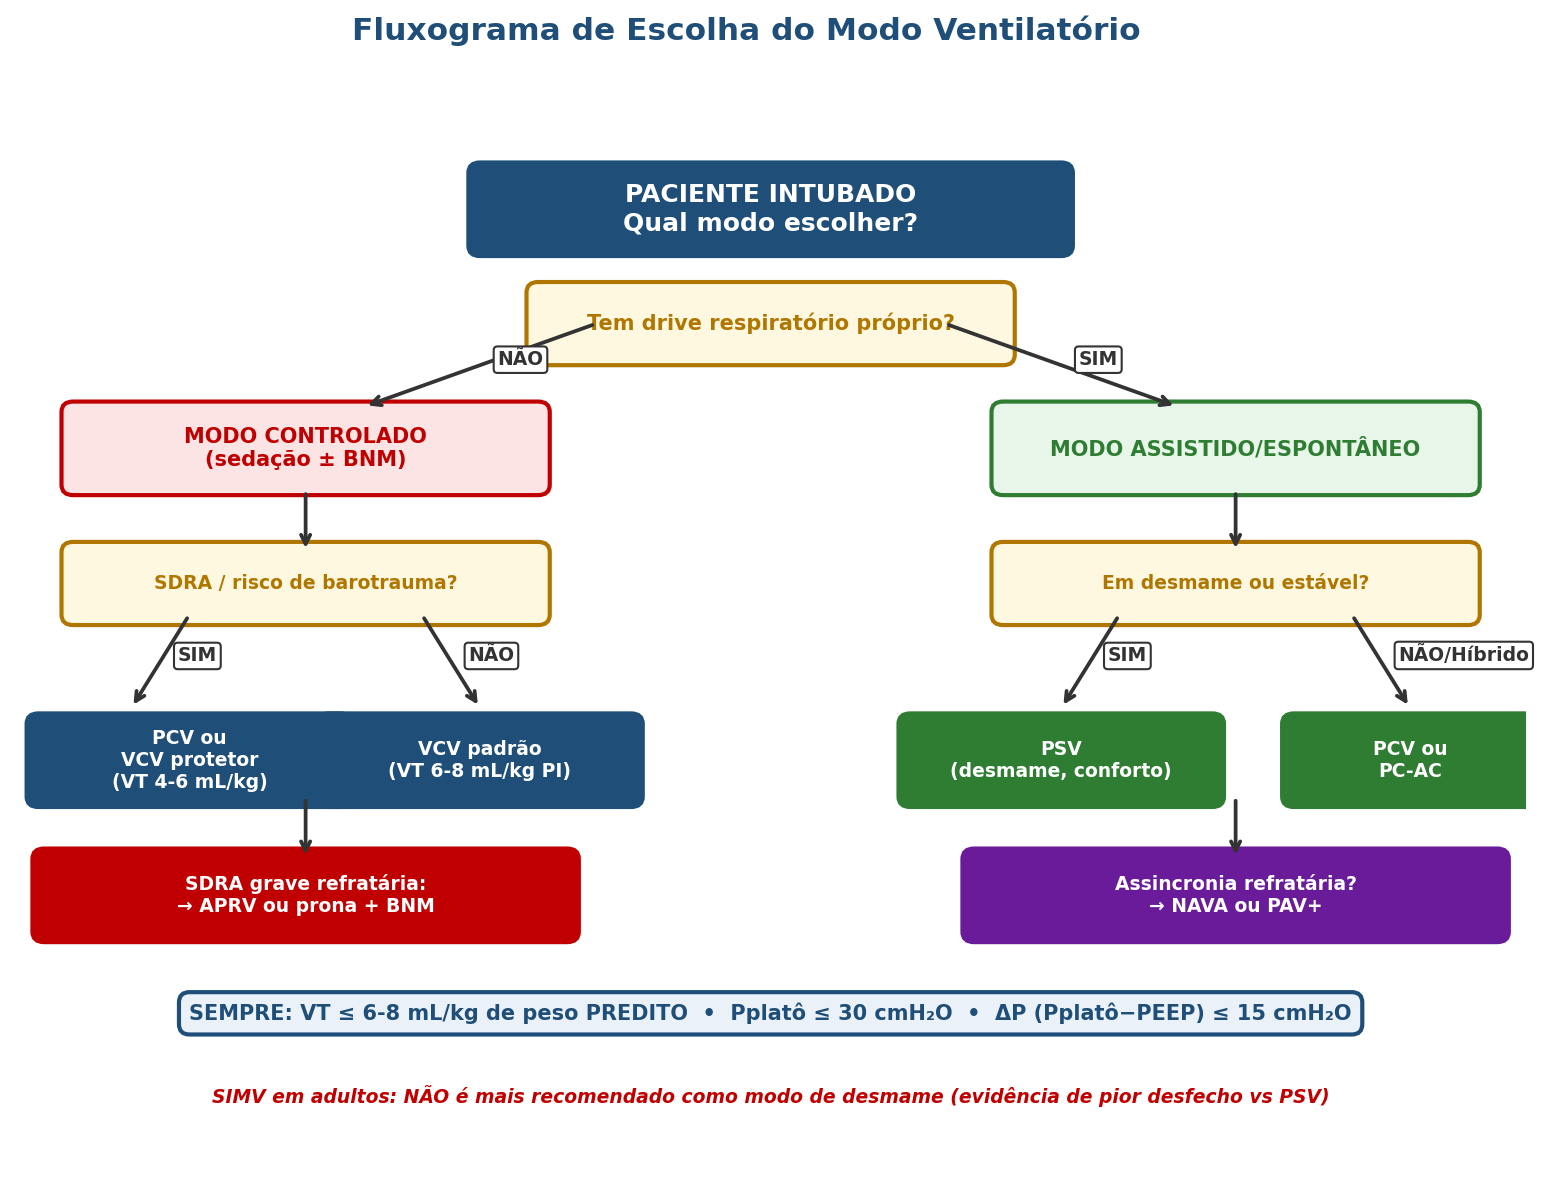 Fluxograma de Escolha do Modo Ventilatório
PACIENTE INTUBADO
Qual modo escolher?
Tem drive respiratório próprio?
NÃO
SIM
MODO CONTROLADO
(sedação ± BNM)
MODO ASSISTIDO/ESPONTÂNEO
SDRA / risco de barotrauma?
Em desmame ou estável?
SIM
NÃO
SIM
NÃO/Híbrido
PCV ou
VCV protetor
(VT 4-6 mL/kg)
VCV padrão
(VT 6-8 mL/kg PI)
PSV
(desmame, conforto)
PCV ou
PC-AC
SDRA grave refratária:
→ APRV ou prona + BNM
Assincronia refratária?
→ NAVA ou PAV+
SEMPRE: VT ≤ 6-8 mL/kg de peso PREDITO • Pplatô ≤ 30 cmH₂O • ΔP (Pplatô−PEEP) ≤ 15 cmH₂O
SIMV em adultos: NÃO é mais recomendado como modo de desmame (evidência de pior desfecho vs PSV)